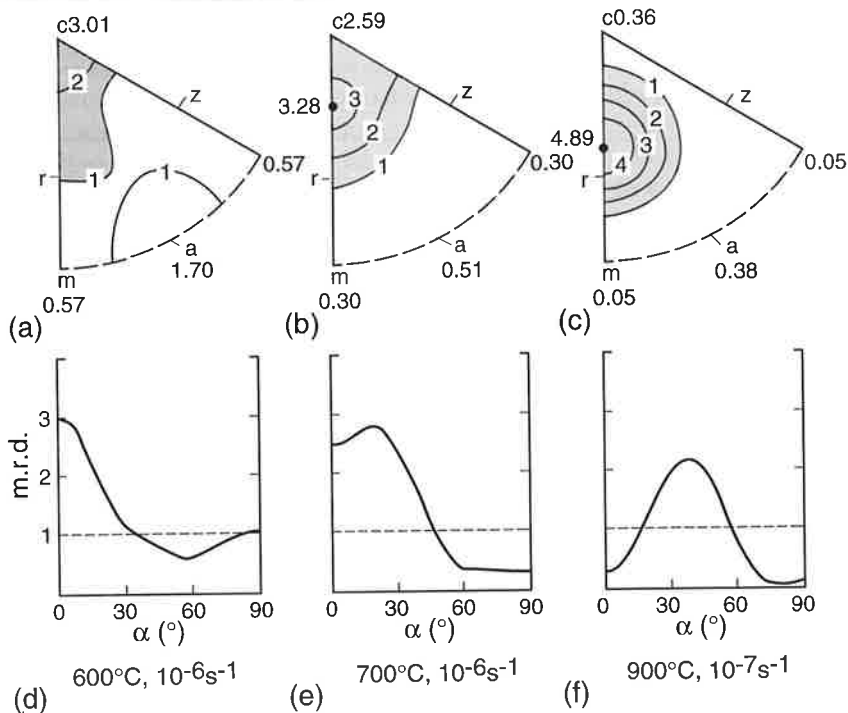 c3.01
2
z
r
1
1
0.57
a
1.70
m
0.57
(a)
c2.59
3.28
3
z
2
r
1
0.30
a
0.51
m
0.30
(b)
c0.36
1
z
2
4.89
3
r
4
0.05
a
0.38
m
0.05
(c)
m.r.d.
3
2
1
0 30 60 90
α (°)
600°C, 10-6s-1
(d)
0 30 60 90
α (°)
700°C, 10-6s-1
(e)
0 30 60 90
α (°)
900°C, 10-7s-1
(f)